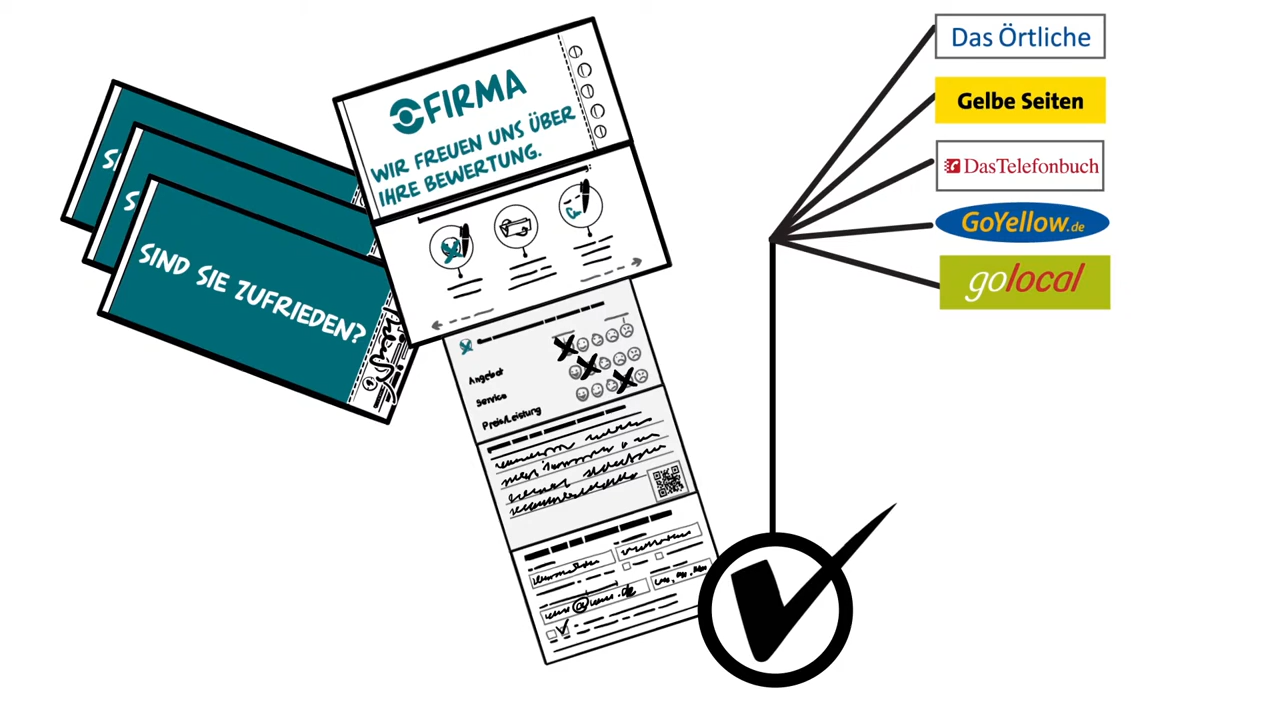 S
S
SIND SIE ZUFRIEDEN?
FIRMA
WIR FREUEN UNS ÜBER
IHRE BEWERTUNG.
Angebot
Service
Preis/Leistung
Das Örtliche
Gelbe Seiten
DasTelefonbuch
GoYellow.de
golocal